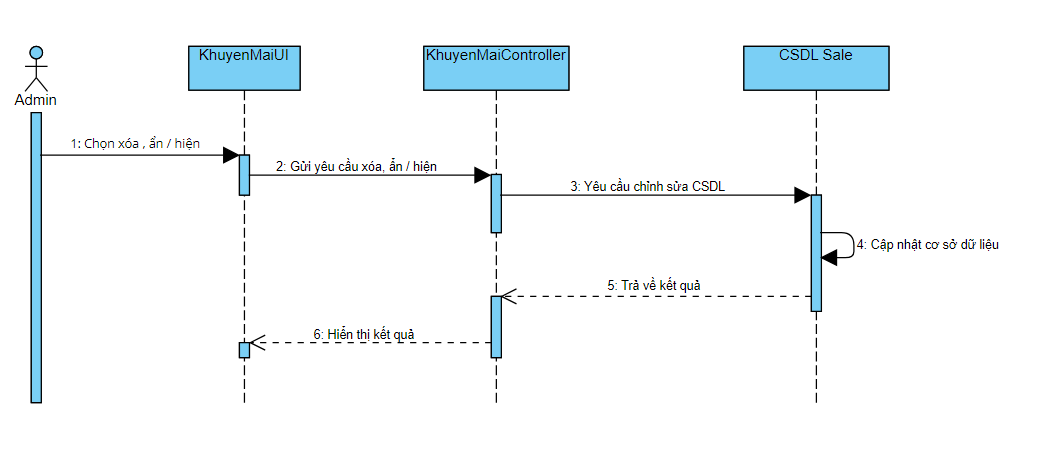 KhuyenMaiUI
KhuyenMaiController
CSDL Sale
Admin
1: Chọn xóa , ẩn / hiện
2: Gửi yêu cầu xóa, ẩn / hiện
3: Yêu cầu chỉnh sửa CSDL
4: Cập nhật cơ sở dữ liệu
5: Trả về kết quả
6: Hiển thị kết quả